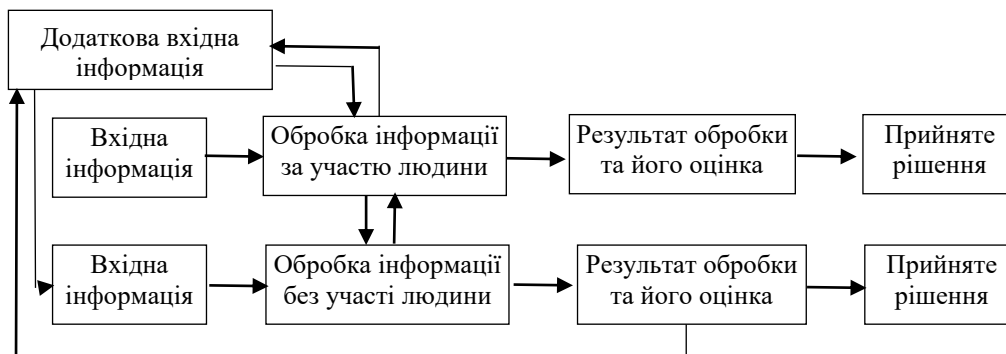 Додаткова вхідна
інформація
Вхідна
інформація
Обробка інформації
за участю людини
Результат обробки
та його оцінка
Прийняте
рішення
Вхідна
інформація
Обробка інформації
без участі людини
Результат обробки
та його оцінка
Прийняте
рішення